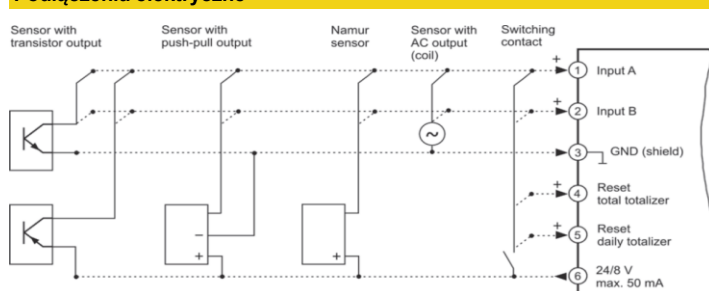 Podłączenia elektryczne
Sensor with
transistor output
Sensor with
push-pull output
Namur
sensor
Sensor with
AC output
(coil)
Switching
contact
+
1 Input A
+
2 Input B
3 GND (shield)
+
4 Reset
total totalizer
+
5 Reset
daily totalizer
6 24/8 V
max. 50 mA
~
−
+
+